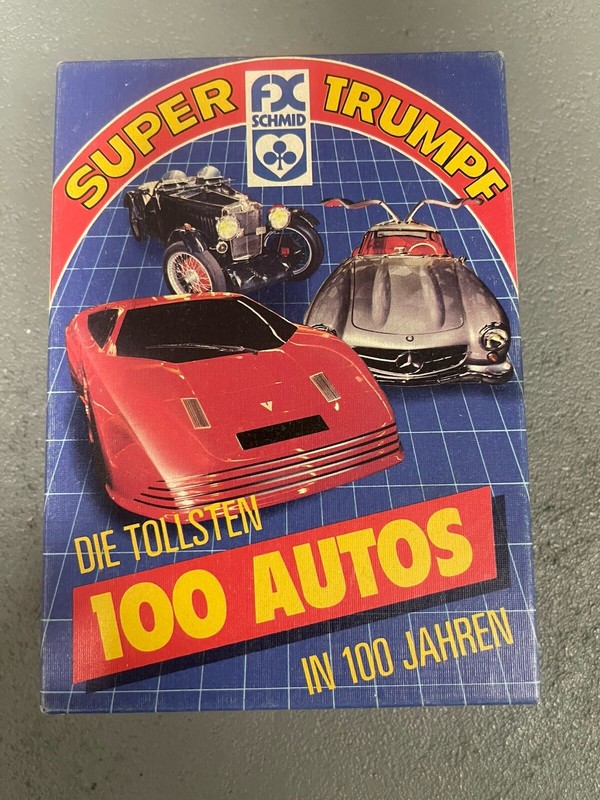 SUPER TRUMPF
FX
SCHMID
V
DIE TOLLSTEN
100 AUTOS
IN 100 JAHREN